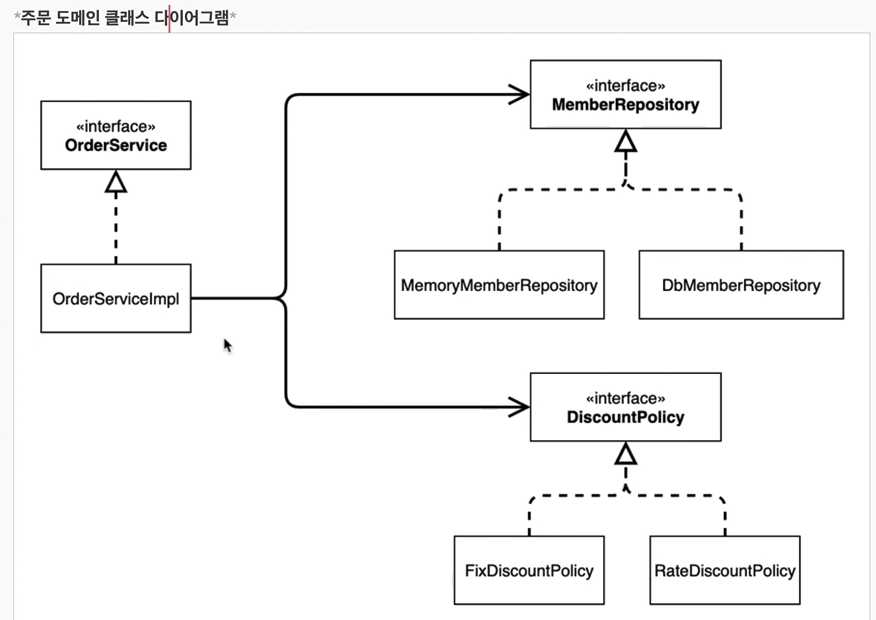 *주문 도메인 클래스 다이어그램*
«interface»
OrderService
OrderServiceImpl
«interface»
MemberRepository
MemoryMemberRepository
DbMemberRepository
«interface»
DiscountPolicy
FixDiscountPolicy
RateDiscountPolicy